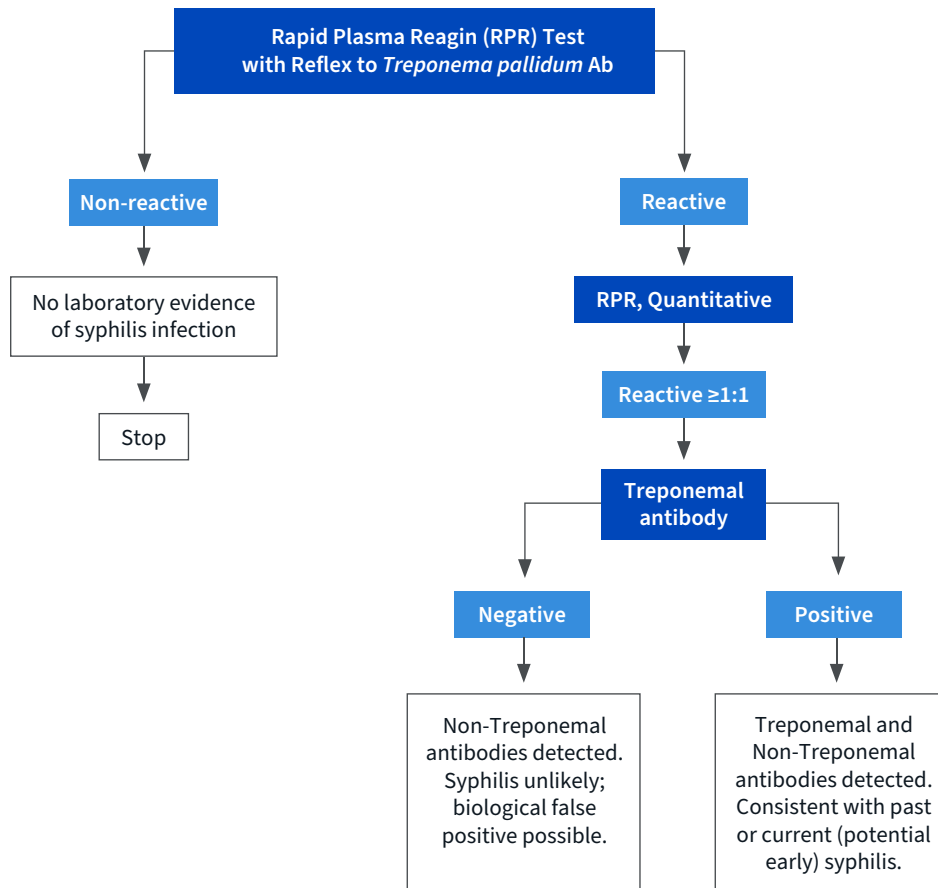 Rapid Plasma Reagin (RPR) Test
with Reflex to Treponema pallidum Ab
Non-reactive
Reactive
No laboratory evidence
of syphilis infection
RPR, Quantitative
Reactive ≥1:1
Stop
Treponemal
antibody
Negative
Positive
Non-Treponemal
antibodies detected.
Syphilis unlikely;
biological false
positive possible.
Treponemal and
Non-Treponemal
antibodies detected.
Consistent with past
or current (potential
early) syphilis.